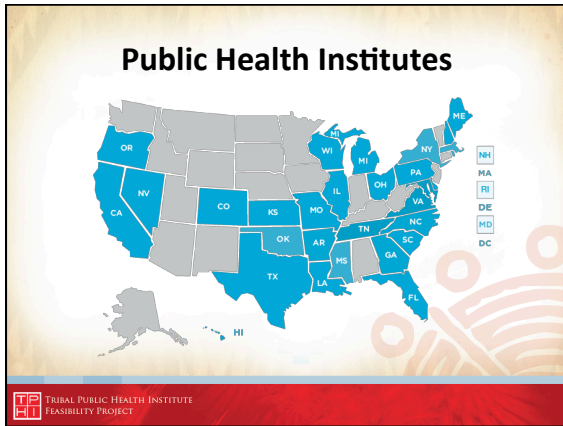 Public Health Institutes
ME
MI
OR
WI
NY
MI
NH
PA
MA
OH
NV
IL
RI
VA
CO
DE
CA
KS
MO
NC
MD
TN
OK
AR
SC
DC
MS
GA
TX
LA
FL
HI
TP
HI
TRIBAL PUBLIC HEALTH INSTITUTE
FEASIBILITY PROJECT